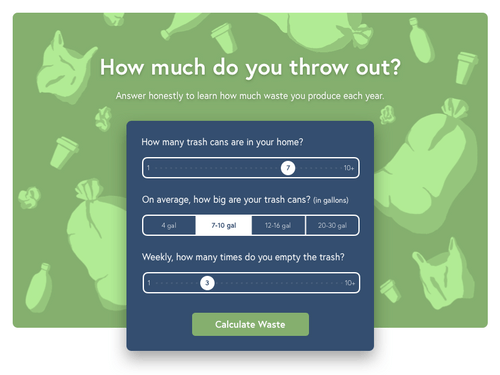 How much do you throw out?
Answer honestly to learn how much waste you produce each year.
How many trash cans are in your home?
1 7 10+
On average, how big are your trash cans? (in gallons)
4 gal 7-10 gal 12-16 gal 20-30 gal
Weekly, how many times do you empty the trash?
1 3 10+
Calculate Waste